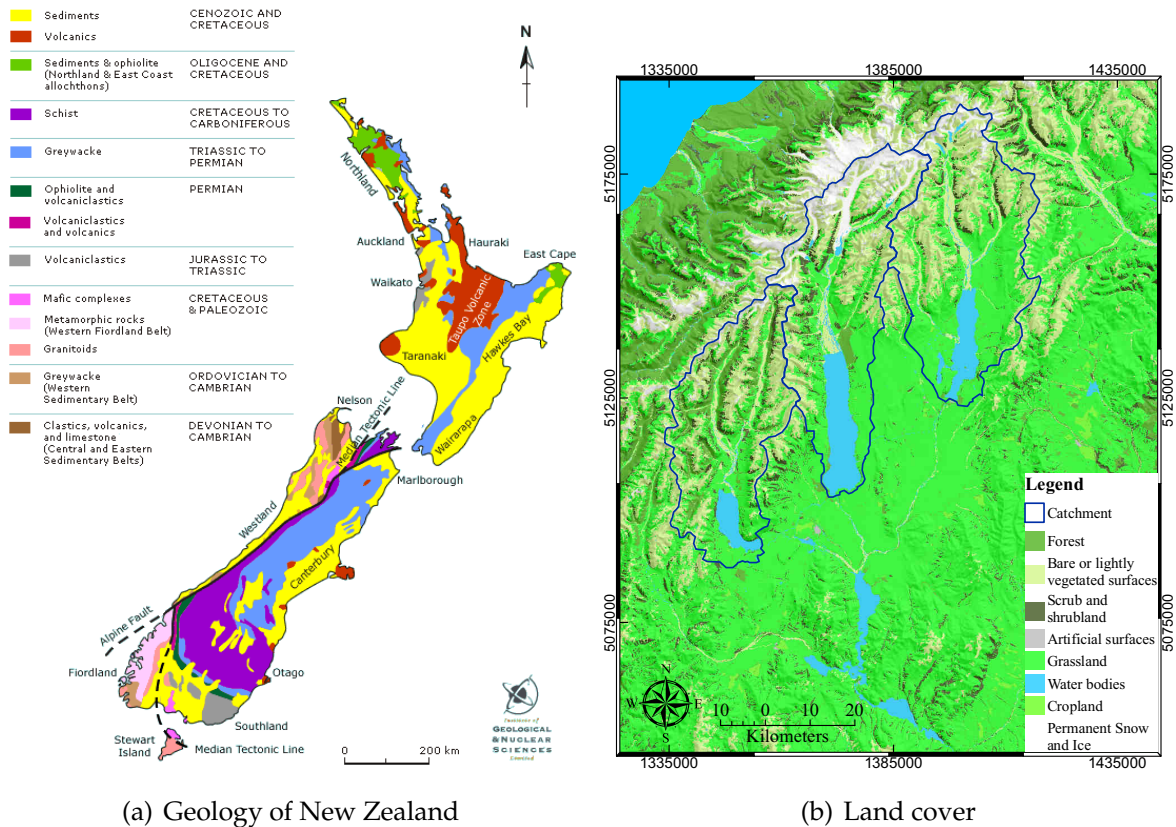 Sediments
CENOZOIC AND
CRETACEOUS
Volcanics
Sediments & ophiolite
(Northland & East Coast
allochthons)
OLIGOCENE AND
CRETACEOUS
Schist
CRETACEOUS TO
CARBONIFEROUS
Greywacke
TRIASSIC TO
PERMIAN
Ophiolite and
volcaniclastics
PERMIAN
Volcaniclastics
and volcanics
Volcaniclastics
JURASSIC TO
TRIASSIC
Mafic complexes
CRETACEOUS
& PALEOZOIC
Metamorphic rocks
(Western Fiordland Belt)
Granitoids
Greywacke
(Western
Sedimentary Belt)
ORDOVICIAN TO
CAMBRIAN
Clastics, volcanics,
and limestone
(Central and Eastern
Sedimentary Belts)
DEVONIAN TO
CAMBRIAN
N
Northland
Auckland
Hauraki
East Cape
Waikato
Taupo Volcanic
Zone
Hawkes Bay
Taranaki
Wairarapa
Nelson
Median Tectonic Line
Marlborough
Westland
Canterbury
Alpine Fault
Fiordland
Otago
Southland
Stewart
Island
Median Tectonic Line
0 200 km
Institute of
GEOLOGICAL
& NUCLEAR
SCIENCES
Limited
(a) Geology of New Zealand
1335000 1385000 1435000
5175000 5175000
5125000 5125000
5075000 5075000
Legend
Catchment
Forest
Bare or lightly
vegetated surfaces
Scrub and
shrubland
Artificial surfaces
Grassland
Water bodies
Cropland
Permanent Snow
and Ice
N
W E
S
10 0 10 20
Kilometers
1335000 1385000 1435000
(b) Land cover